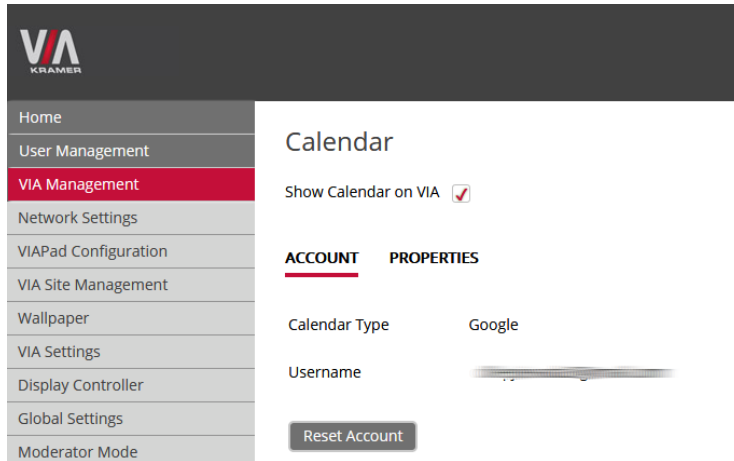 VIA
KRAMER
Home
User Management
VIA Management
Network Settings
VIAPad Configuration
VIA Site Management
Wallpaper
VIA Settings
Display Controller
Global Settings
Moderator Mode
Calendar
Show Calendar on VIA
ACCOUNT PROPERTIES
Calendar Type Google
Username
Reset Account